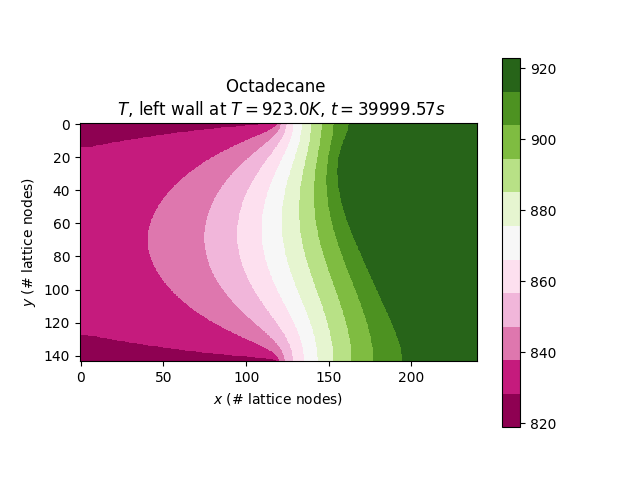 Octadecane
T, left wall at T = 923.0K, t = 39999.57s
0
20
40
60
80
100
120
140
y (# lattice nodes)
0 50 100 150 200
x (# lattice nodes)
920
900
880
860
840
820